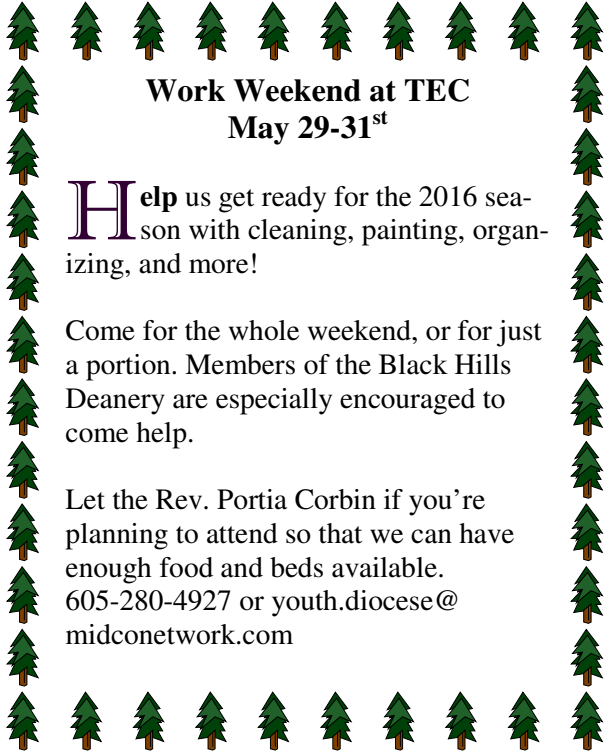 Work Weekend at TEC
May 29-31st
Help us get ready for the 2016 sea-
son with cleaning, painting, organ-
izing, and more!
Come for the whole weekend, or for just
a portion. Members of the Black Hills
Deanery are especially encouraged to
come help.
Let the Rev. Portia Corbin if you’re
planning to attend so that we can have
enough food and beds available.
605-280-4927 or youth.diocese@
midconetwork.com